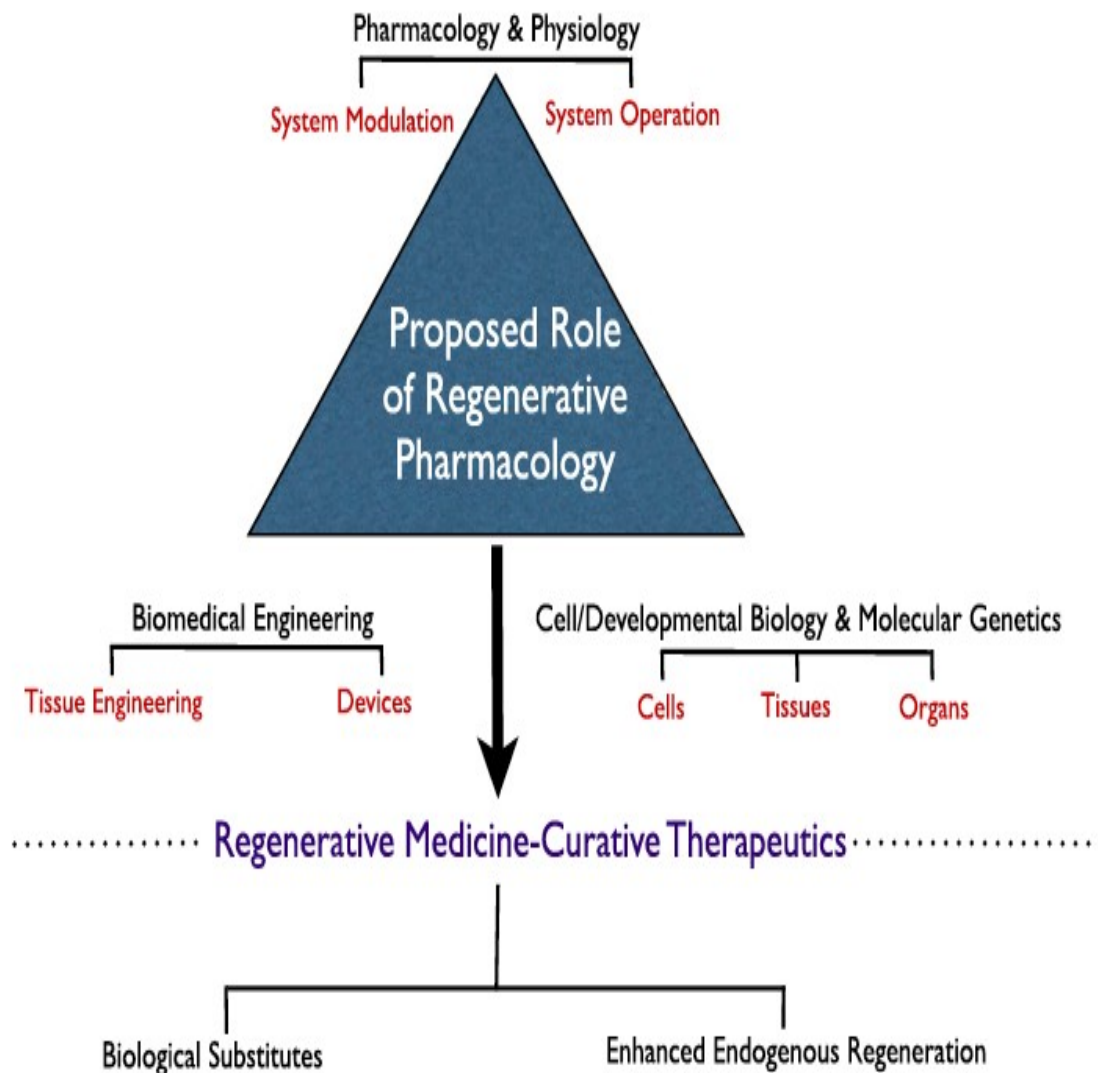 Pharmacology & Physiology
System Modulation
System Operation
Proposed Role
of Regenerative
Pharmacology
Biomedical Engineering
Tissue Engineering
Devices
Cell/Developmental Biology & Molecular Genetics
Cells
Tissues
Organs
Regenerative Medicine-Curative Therapeutics
Biological Substitutes
Enhanced Endogenous Regeneration